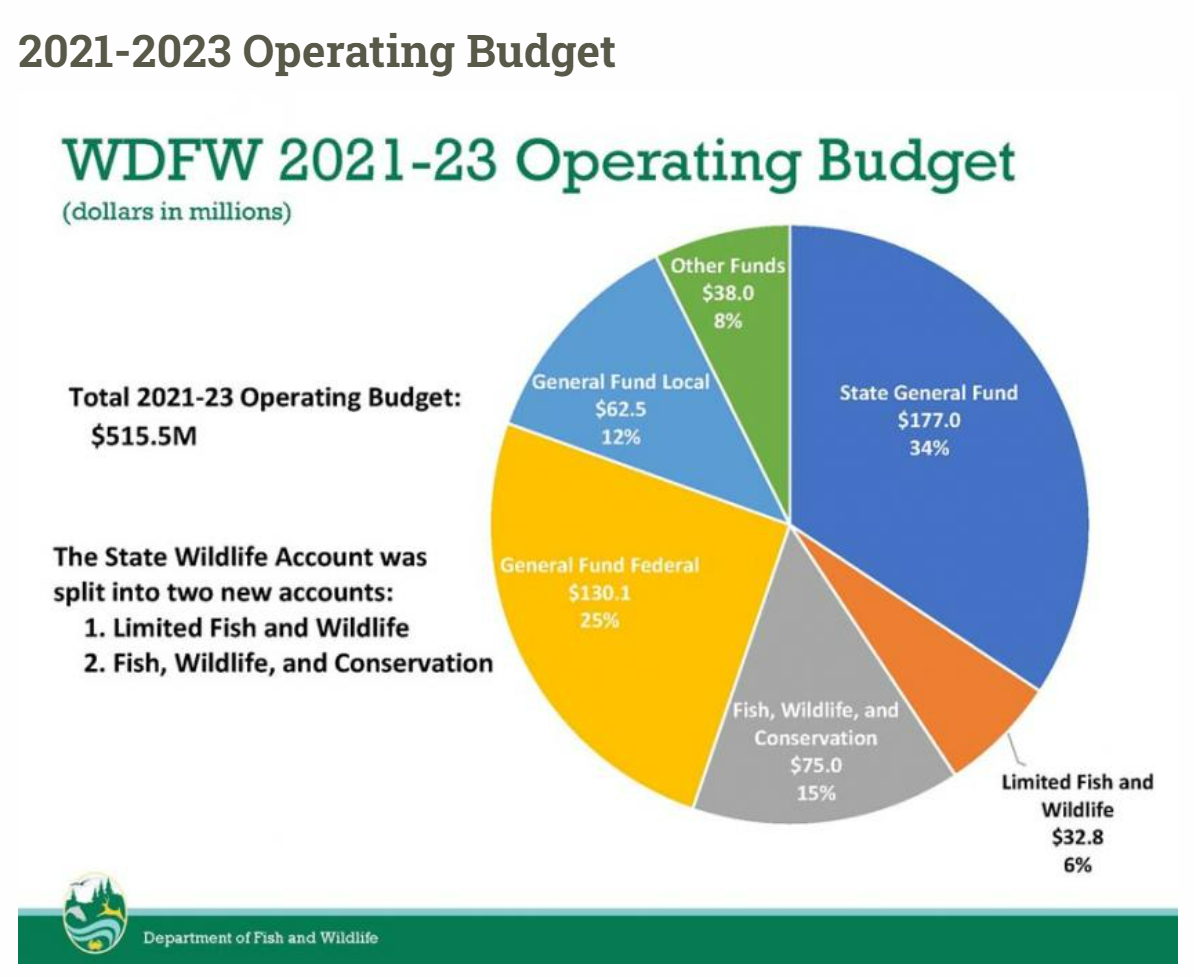 2021-2023 Operating Budget
WDFW 2021-23 Operating Budget
(dollars in millions)
Total 2021-23 Operating Budget:
$515.5M
The State Wildlife Account was
split into two new accounts:
1. Limited Fish and Wildlife
2. Fish, Wildlife, and Conservation
Other Funds
$38.0
8%
State General Fund
$177.0
34%
General Fund Local
$62.5
12%
General Fund Federal
$130.1
25%
Fish, Wildlife, and
Conservation
$75.0
15%
Limited Fish and
Wildlife
$32.8
6%
Department of Fish and Wildlife